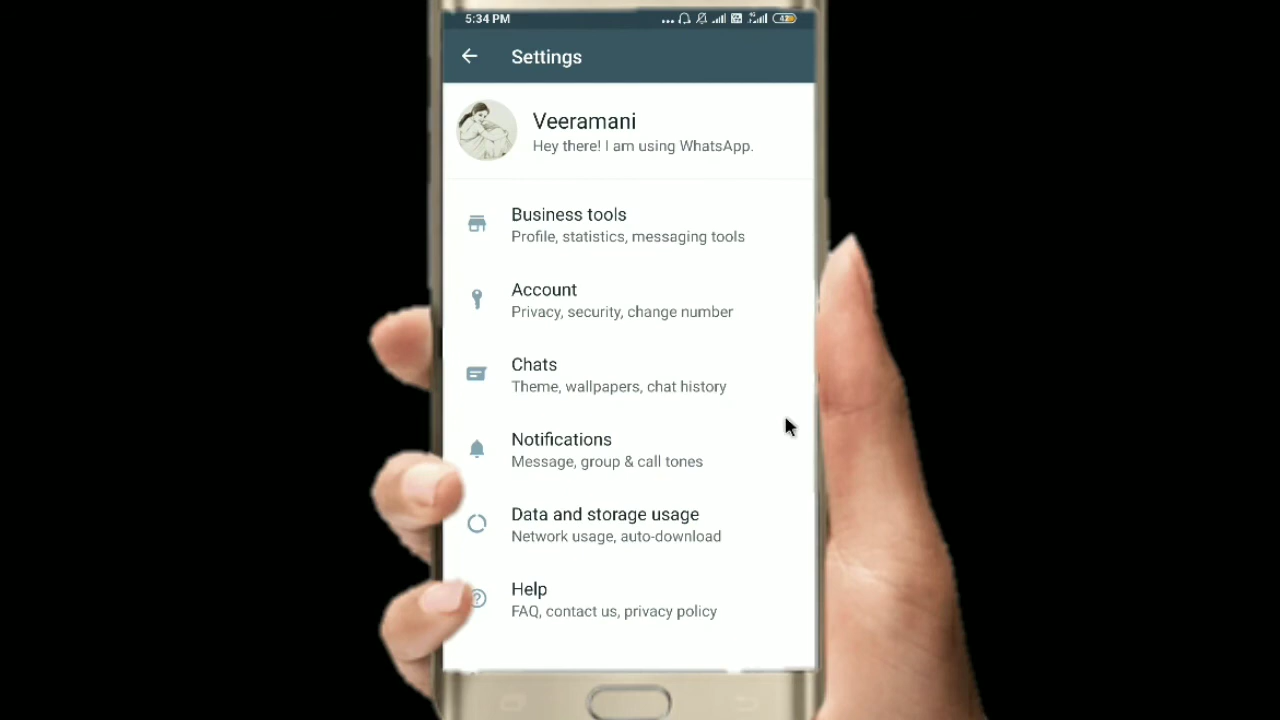 5:34 PM
Settings
Veeramani
Hey there! I am using WhatsApp.
Business tools
Profile, statistics, messaging tools
Account
Privacy, security, change number
Chats
Theme, wallpapers, chat history
Notifications
Message, group & call tones
Data and storage usage
Network usage, auto-download
Help
FAQ, contact us, privacy policy